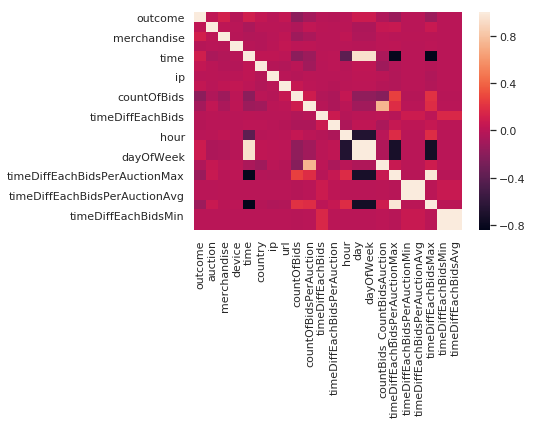 outcome
merchandise
time
ip
countOfBids
timeDiffEachBids
hour
dayOfWeek
timeDiffEachBidsPerAuctionMax
timeDiffEachBidsPerAuctionAvg
timeDiffEachBidsMin
0.8
0.4
0.0
−0.4
−0.8
outcome
auction
merchandise
device
time
country
ip
url
countOfBids
countOfBidsPerAuction
timeDiffEachBids
timeDiffEachBidsPerAuction
hour
day
dayOfWeek
countBids_CountBidsAuction
timeDiffEachBidsPerAuctionMax
timeDiffEachBidsPerAuctionMin
timeDiffEachBidsPerAuctionAvg
timeDiffEachBidsMax
timeDiffEachBidsMin
timeDiffEachBidsAvg